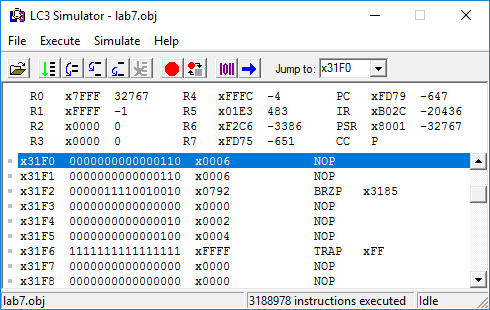 LC3 Simulator - lab7.obj
File Execute Simulate Help
Jump to: x31F0
R0 x7FFF 32767 R4 xFFFC -4 PC xFD79 -647
R1 xFFFF -1 R5 x01E3 483 IR xB02C -20436
R2 x0000 0 R6 xF2C6 -3386 PSR x8001 -32767
R3 x0000 0 R7 xFD75 -651 CC P
x31F0 0000000000000110 x0006 NOP
x31F1 0000000000000110 x0006 NOP
x31F2 0000011110010010 x0792 BRZP x3185
x31F3 0000000000000000 x0000 NOP
x31F4 0000000000000010 x0002 NOP
x31F5 0000000000000100 x0004 NOP
x31F6 1111111111111111 xFFFF TRAP xFF
x31F7 0000000000000000 x0000 NOP
x31F8 0000000000000000 x0000 NOP
lab7.obj 3188978 instructions executed Idle